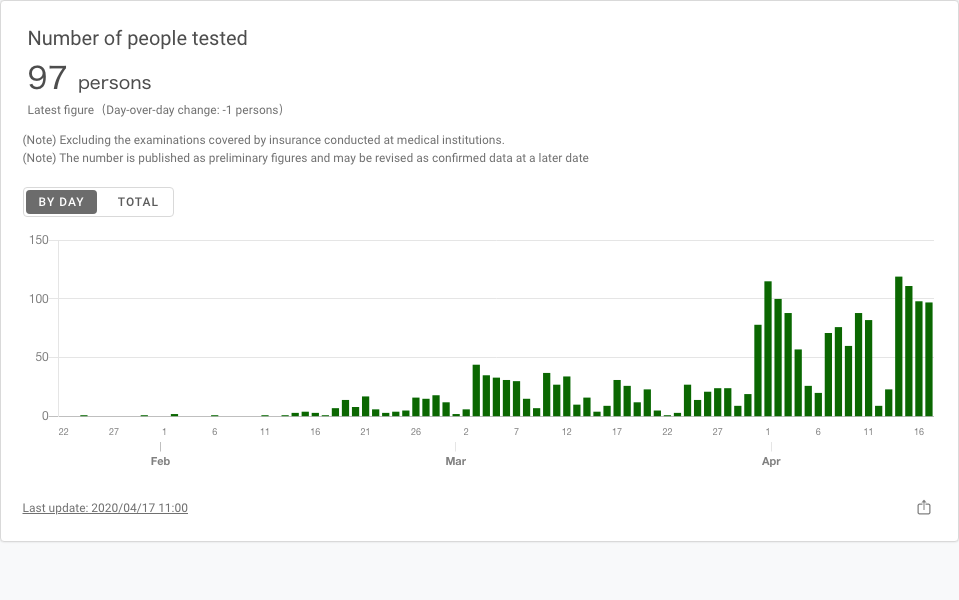 Number of people tested
97 persons
Latest figure (Day-over-day change: -1 persons)
(Note) Excluding the examinations covered by insurance conducted at medical institutions.
(Note) The number is published as preliminary figures and may be revised as confirmed data at a later date
BY DAY TOTAL
150
100
50
0
22 27 1 6 11 16 21 26 2 7 12 17 22 27 1 6 11 16
Feb Mar Apr
Last update: 2020/04/17 11:00